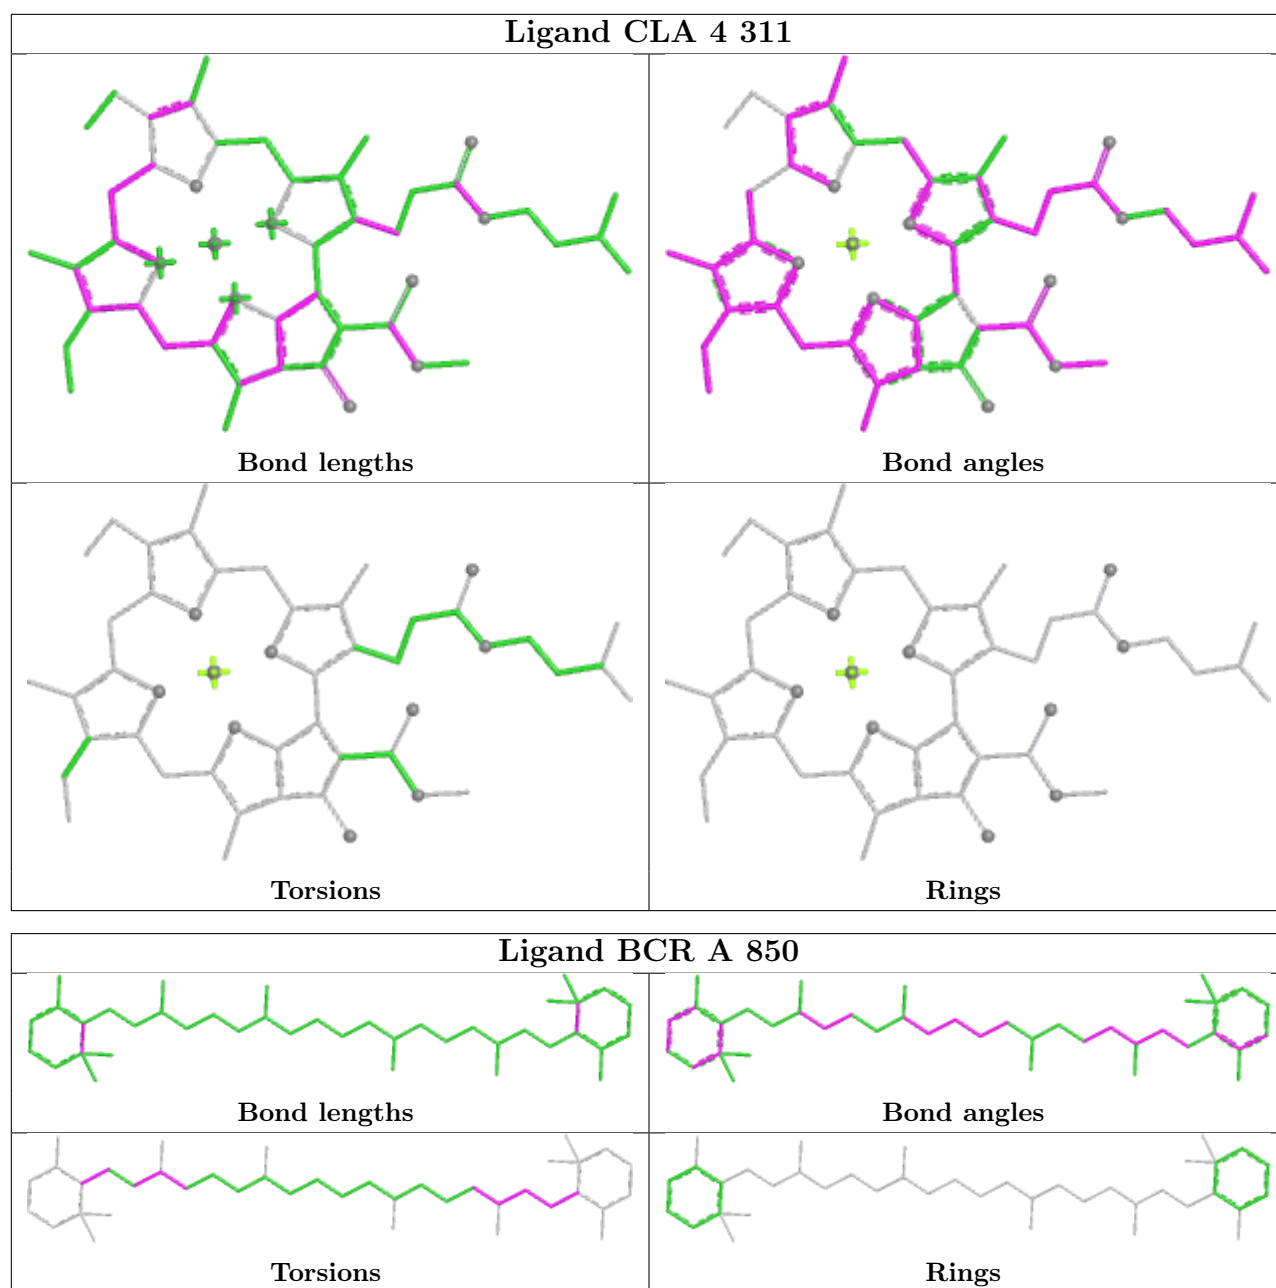 Ligand CLA 4 311
Bond lengths
Bond angles
Torsions
Rings
Ligand BCR A 850
Bond lengths
Bond angles
Torsions
Rings